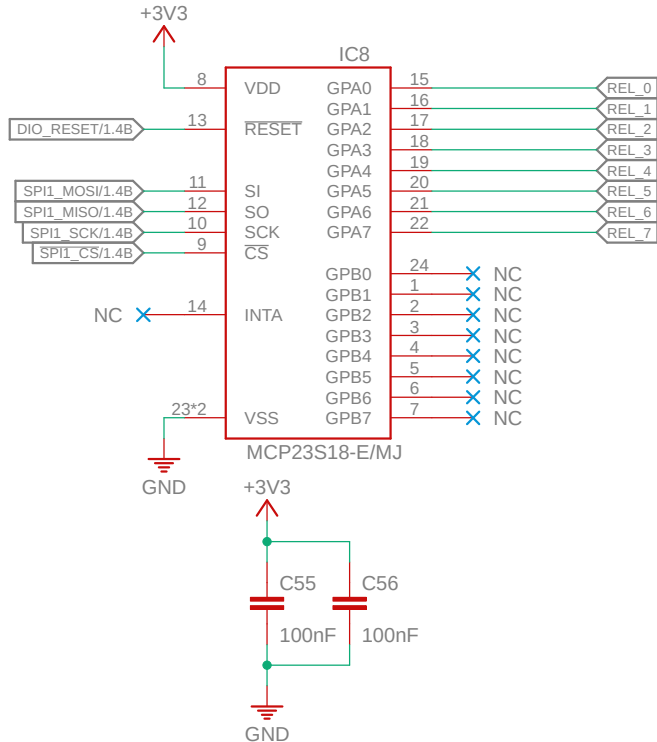 +3V3
IC8
8 VDD GPA0 15 REL_0
GPA1 16 REL_1
DIO_RESET/1.4B 13 RESET GPA2 17 REL_2
GPA3 18 REL_3
GPA4 19 REL_4
SPI1_MOSI/1.4B 11 SI GPA5 20 REL_5
SPI1_MISO/1.4B 12 SO GPA6 21 REL_6
SPI1_SCK/1.4B 10 SCK GPA7 22 REL_7
SPI1_CS/1.4B 9 CS
GPB0 24 NC
GPB1 1 NC
NC 14 INTA GPB2 2 NC
GPB3 3 NC
GPB4 4 NC
GPB5 5 NC
GPB6 6 NC
23*2 VSS GPB7 7 NC
MCP23S18-E/MJ
GND
+3V3
C55 C56
100nF 100nF
GND